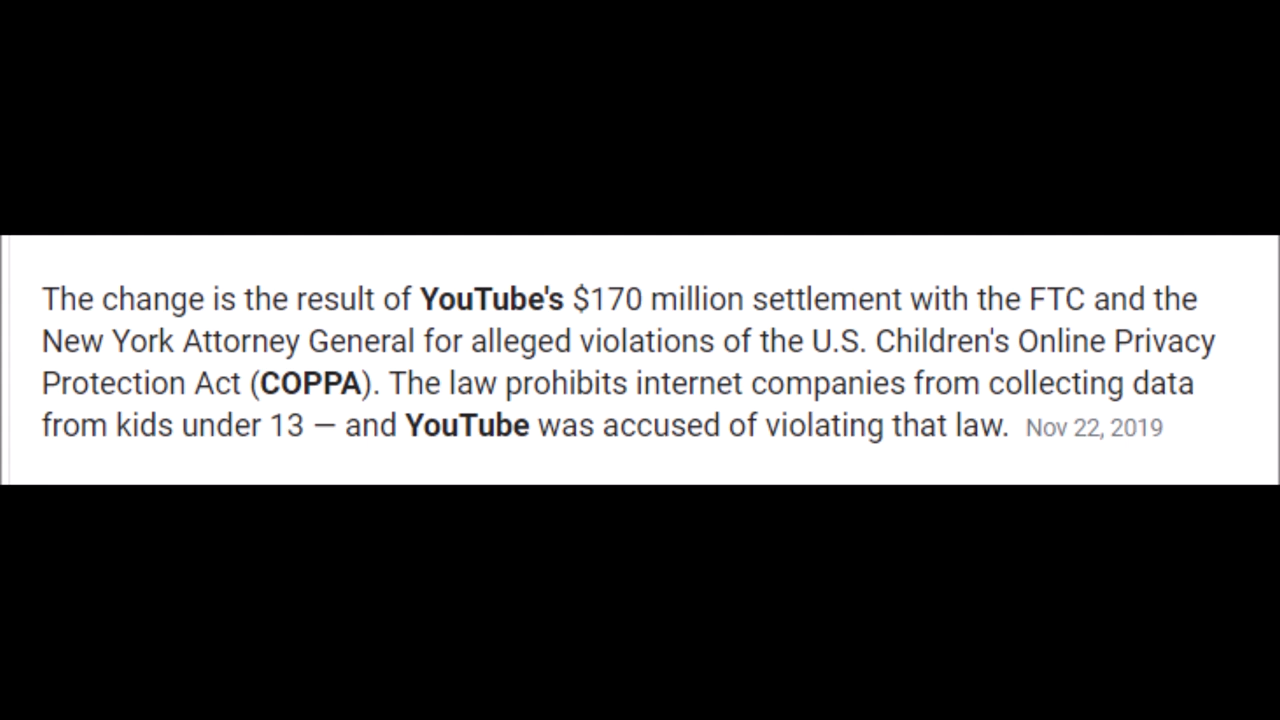 The change is the result of YouTube's $170 million settlement with the FTC and the
New York Attorney General for alleged violations of the U.S. Children's Online Privacy
Protection Act (COPPA). The law prohibits internet companies from collecting data
from kids under 13 — and YouTube was accused of violating that law. Nov 22, 2019